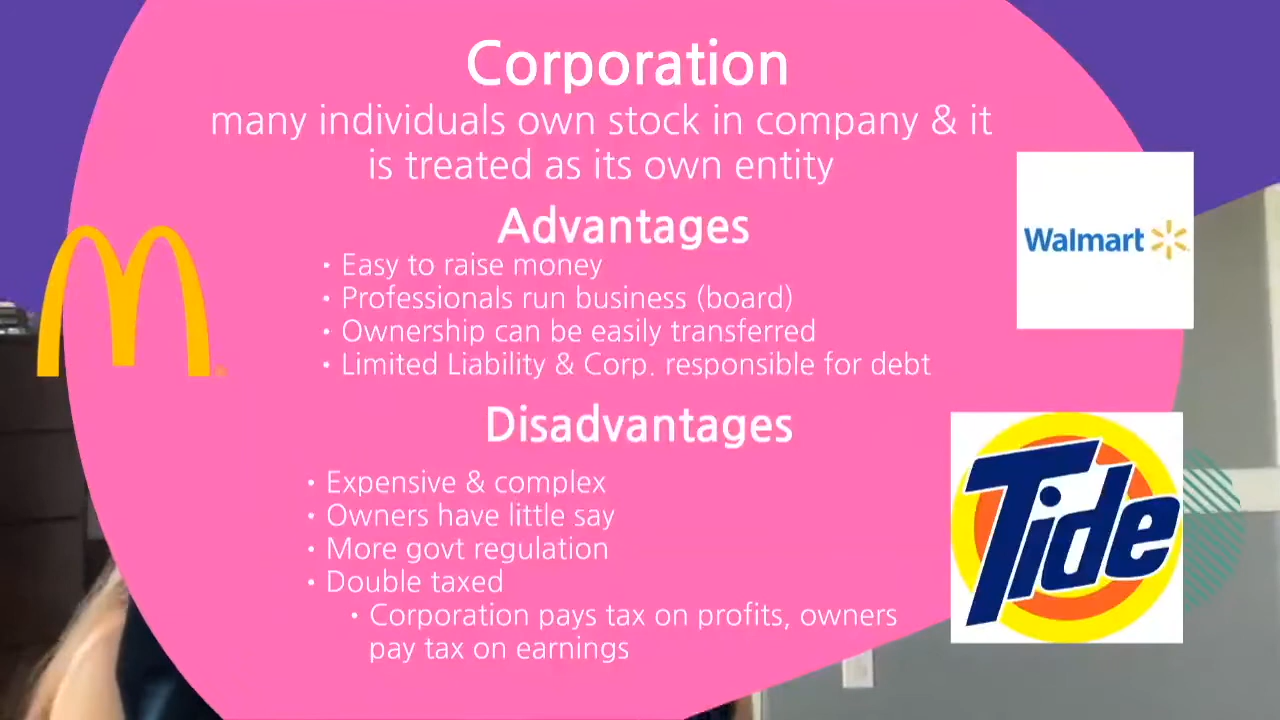 Corporation
many individuals own stock in company & it
is treated as its own entity
Advantages
• Easy to raise money
• Professionals run business (board)
• Ownership can be easily transferred
• Limited Liability & Corp. responsible for debt
Walmart
Disadvantages
• Expensive & complex
• Owners have little say
• More govt regulation
• Double taxed
• Corporation pays tax on profits, owners
pay tax on earnings
Tide